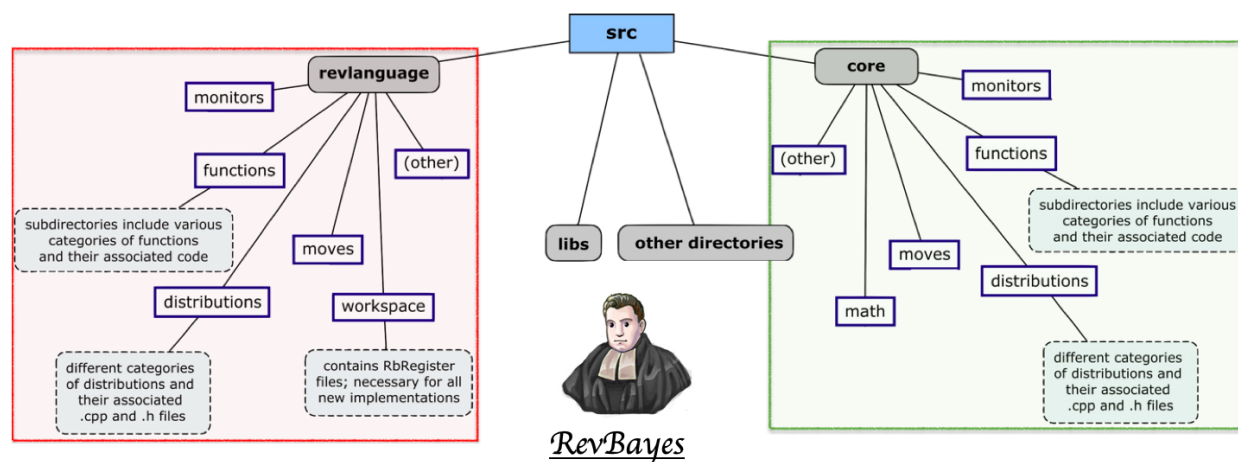 src
revlanguage
monitors
functions
(other)
subdirectories include various
categories of functions
and their associated code
moves
distributions
workspace
different categories
of distributions and
their associated
.cpp and .h files
contains RbRegister
files; necessary for all
new implementations
libs
other directories
RevBayes
core
monitors
(other)
functions
subdirectories include various
categories of functions
and their associated code
moves
distributions
math
different categories
of distributions and
their associated
.cpp and .h files